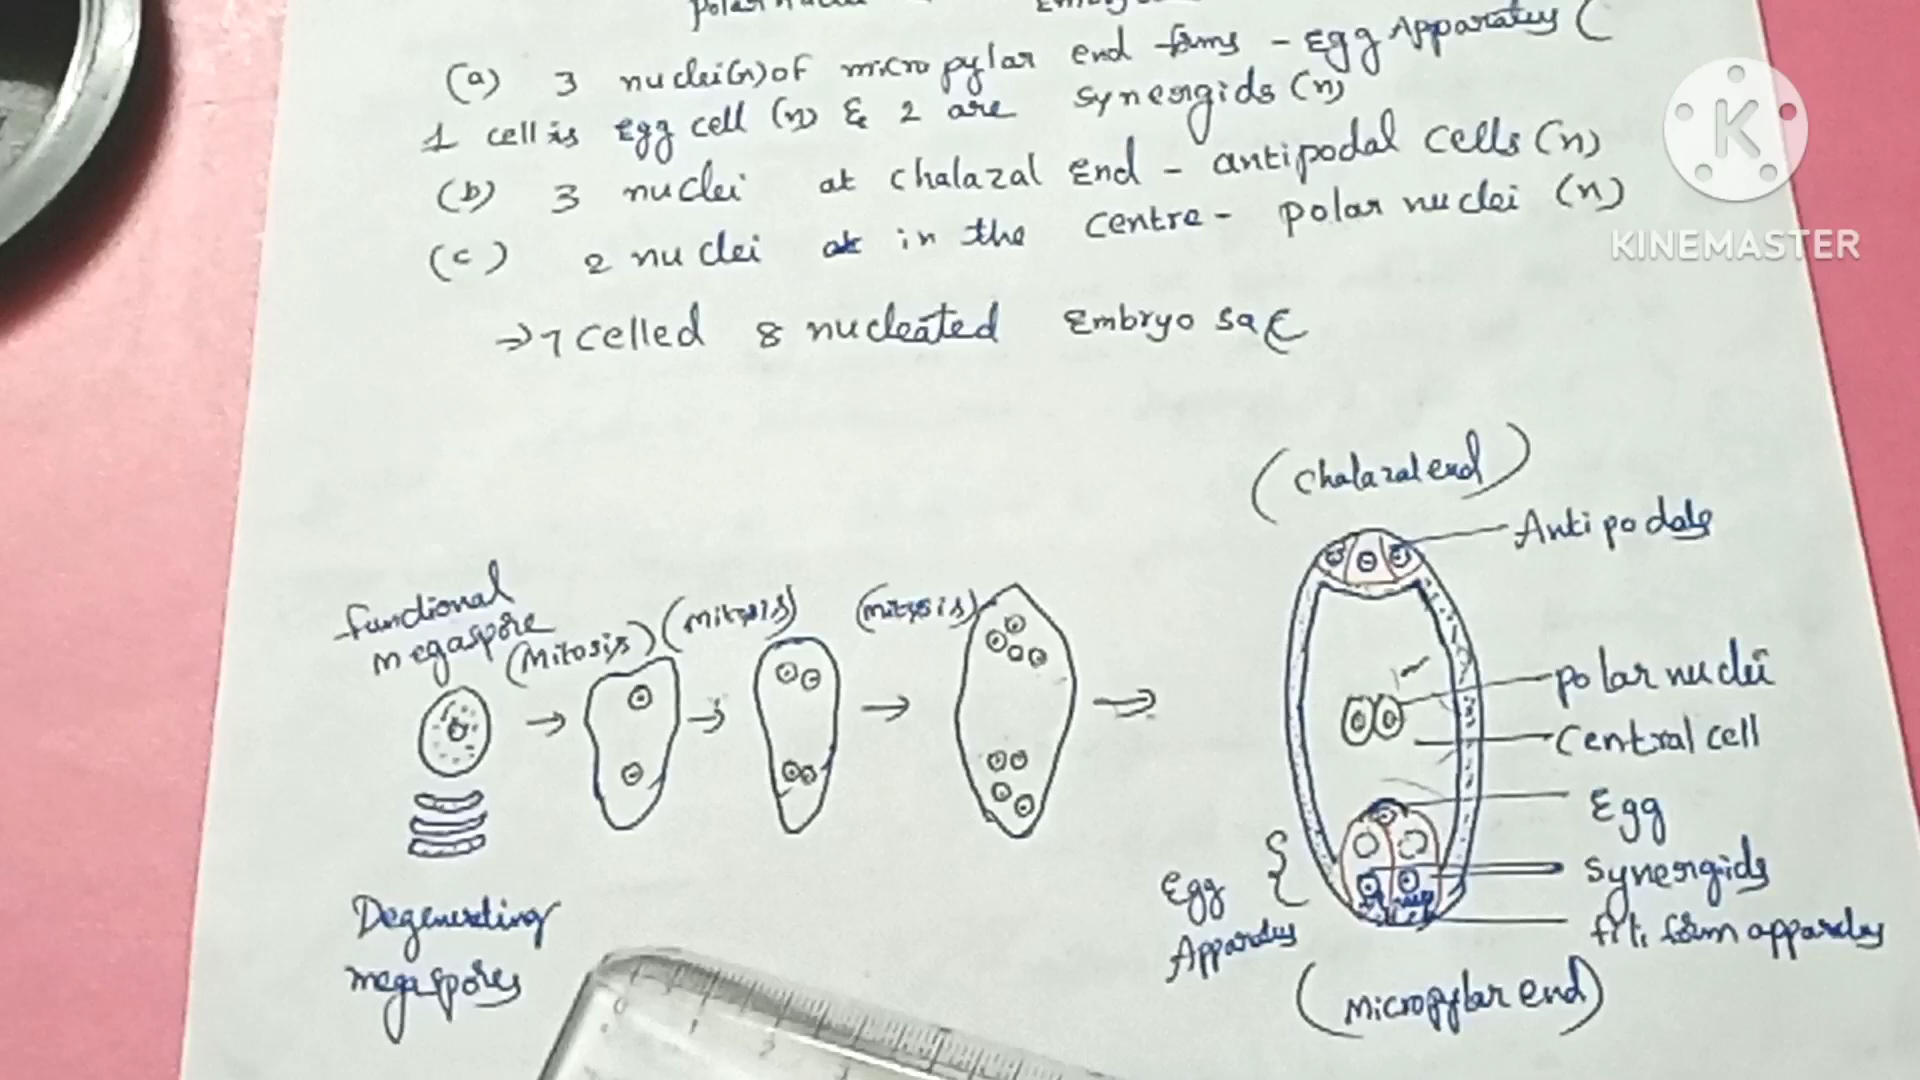 polar nuclei
(a) 3 nuclei(n) of micropylar end forms - Egg Apparatus (
1 cell is Egg cell (n) & 2 are synergids (n)
(b) 3 nuclei at chalazal End - antipodal cells (n)
(c) 2 nuclei at in the centre - polar nuclei (n)
→ 7 celled 8 nucleated Embryo sac
K
KINEMASTER
(Chalazal end)
Antipodals
functional
megaspore
(Mitosis)
(mitosis)
(mitosis)
polar nuclei
Central cell
Egg
synergids
Egg
Apparatus
Degenerating
megaspores
filiform apparatus
(Micropylar end)